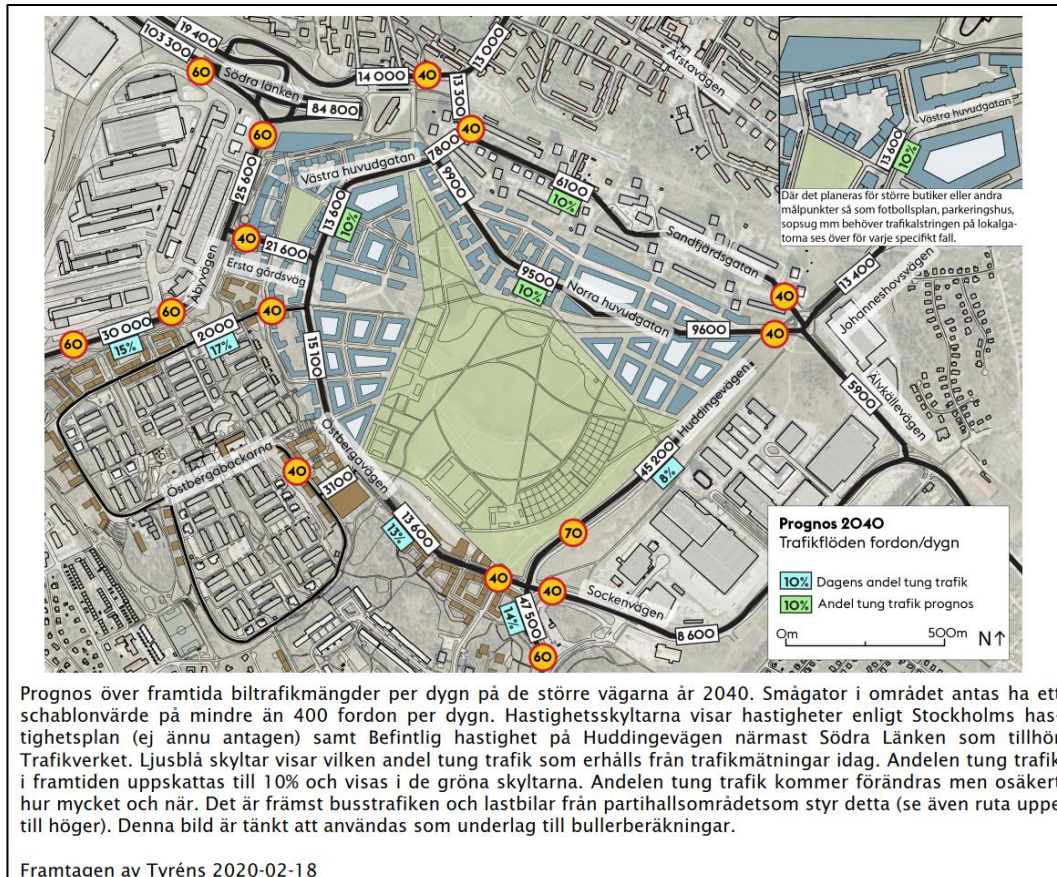 19 400
103 300
60
Södra länken
14 000
40
13 000
13 300
Årstavägen
84 800
60
40
Västra huvudgatan
7800
25 600
9900
6100
10%
13 600
10%
Sandfjärdsgatan
40
21 600
Ersta gårdsväg
Åbyvägen
9500
10%
Norra huvudgatan
13 400
Johanneshovsvägen
40
60
30 000
60
15%
2000
17%
40
9600
40
15 100
Huddingevägen
5900
Älvkällevägen
Östbergabackarna
40
3100
Östbergavägen
45 200
8%
13 600
13%
70
40
40
Sockenvägen
8 600
47 500
14%
60
Västra huvudgatan
13 600
10%
Där det planeras för större butiker eller andra
målpunkter så som fotbollsplan, parkeringshus,
sopsug mm behöver trafikalstringen på lokalga-
torna ses över för varje specifikt fall.
Prognos 2040
Trafikflöden fordon/dygn
10% Dagens andel tung trafik
10% Andel tung trafik prognos
0m 500m N↑
Prognos över framtida biltrafikmängder per dygn på de större vägarna år 2040. Smågator i området antas ha ett
schablonvärde på mindre än 400 fordon per dygn. Hastighetsskyltarna visar hastigheter enligt Stockholms has-
tighetsplan (ej ännu antagen) samt Befintlig hastighet på Huddingevägen närmast Södra Länken som tillhör
Trafikverket. Ljusblå skyltar visar vilken andel tung trafik som erhålls från trafikmätningar idag. Andelen tung trafik
i framtiden uppskattas till 10% och visas i de gröna skyltarna. Andelen tung trafik kommer förändras men osäkert
hur mycket och när. Det är främst busstrafiken och lastbilar från partihallsområdetsom styr detta (se även ruta uppe
till höger). Denna bild är tänkt att användas som underlag till bullerberäkningar.
Framtagen av Tyréns 2020-02-18